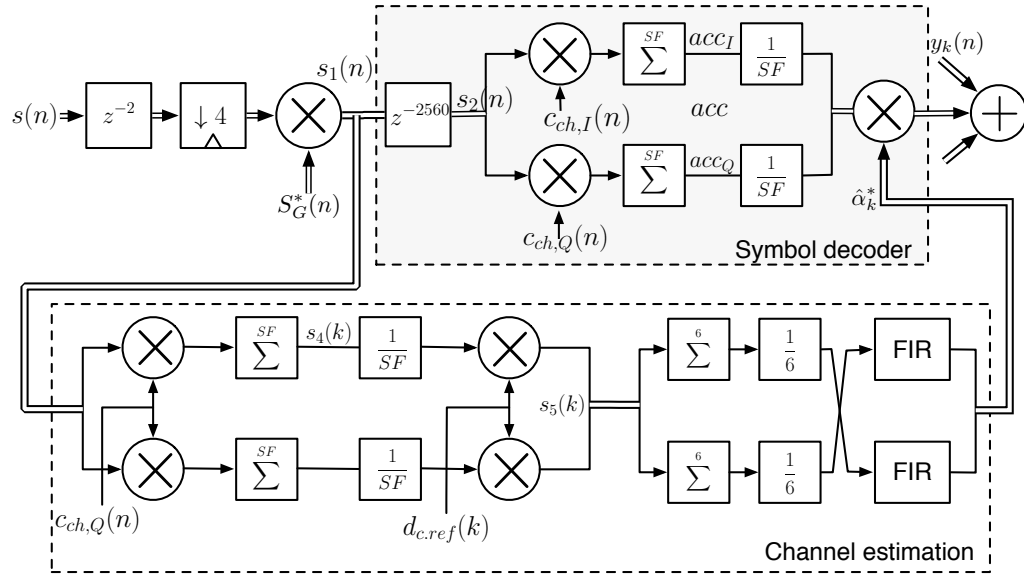 s(n)
z^{-2}
↓ 4
s_1(n)
S_G^*(n)
z^{-2560}
s_2(n)
c_{ch,I}(n)
SF
∑
acc_I
1
SF
acc
c_{ch,Q}(n)
SF
∑
acc_Q
1
SF
α̂_k^*
y_k(n)
+
Symbol decoder
SF
∑
s_4(k)
1
SF
SF
∑
1
SF
c_{ch,Q}(n)
d_{c.ref}(k)
s_5(k)
6
∑
1
6
FIR
6
∑
1
6
FIR
Channel estimation